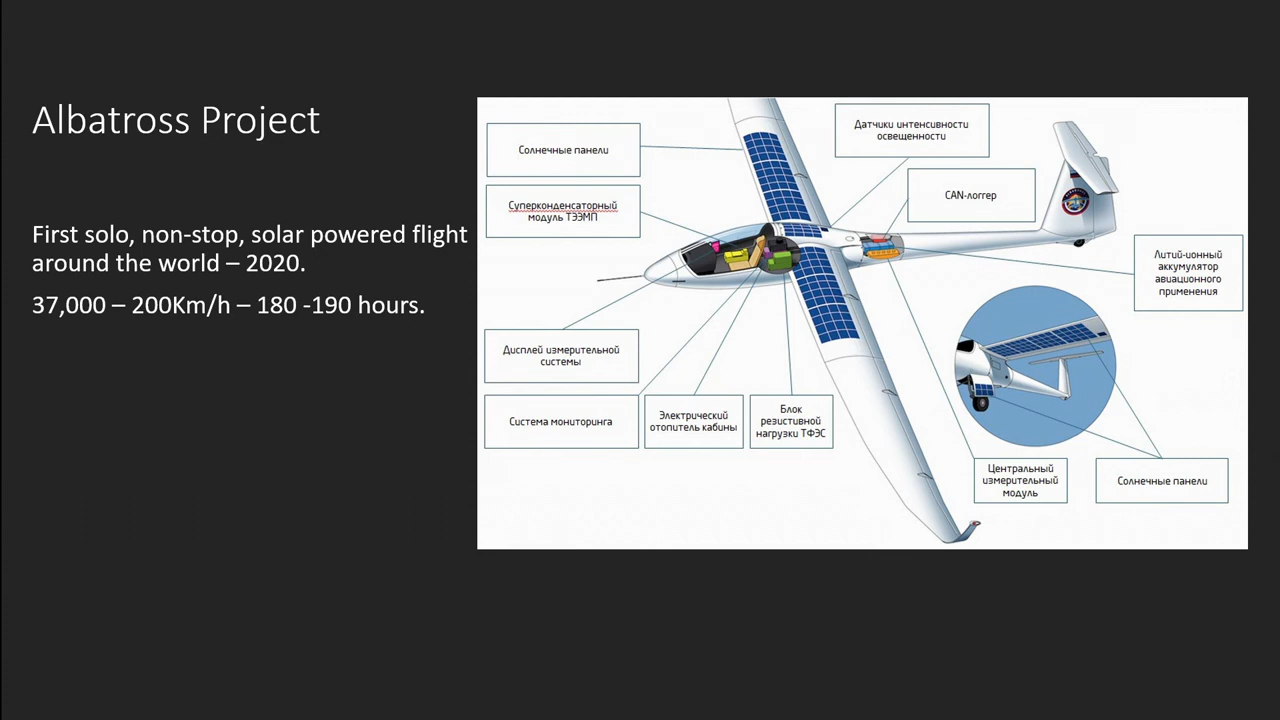 Albatross Project
First solo, non-stop, solar powered flight
around the world – 2020.
37,000 – 200Km/h – 180 -190 hours.
Солнечные панели
Суперконденсаторный
модуль ТЭЭМП
Датчики интенсивности
освещенности
CAN-логгер
Литий-ионный
аккумулятор
авиационного
применения
Дисплей измерительной
системы
Система мониторинга
Электрический
отопитель кабины
Блок
резистивной
нагрузки ТФЭС
Центральный
измерительный
модуль
Солнечные панели